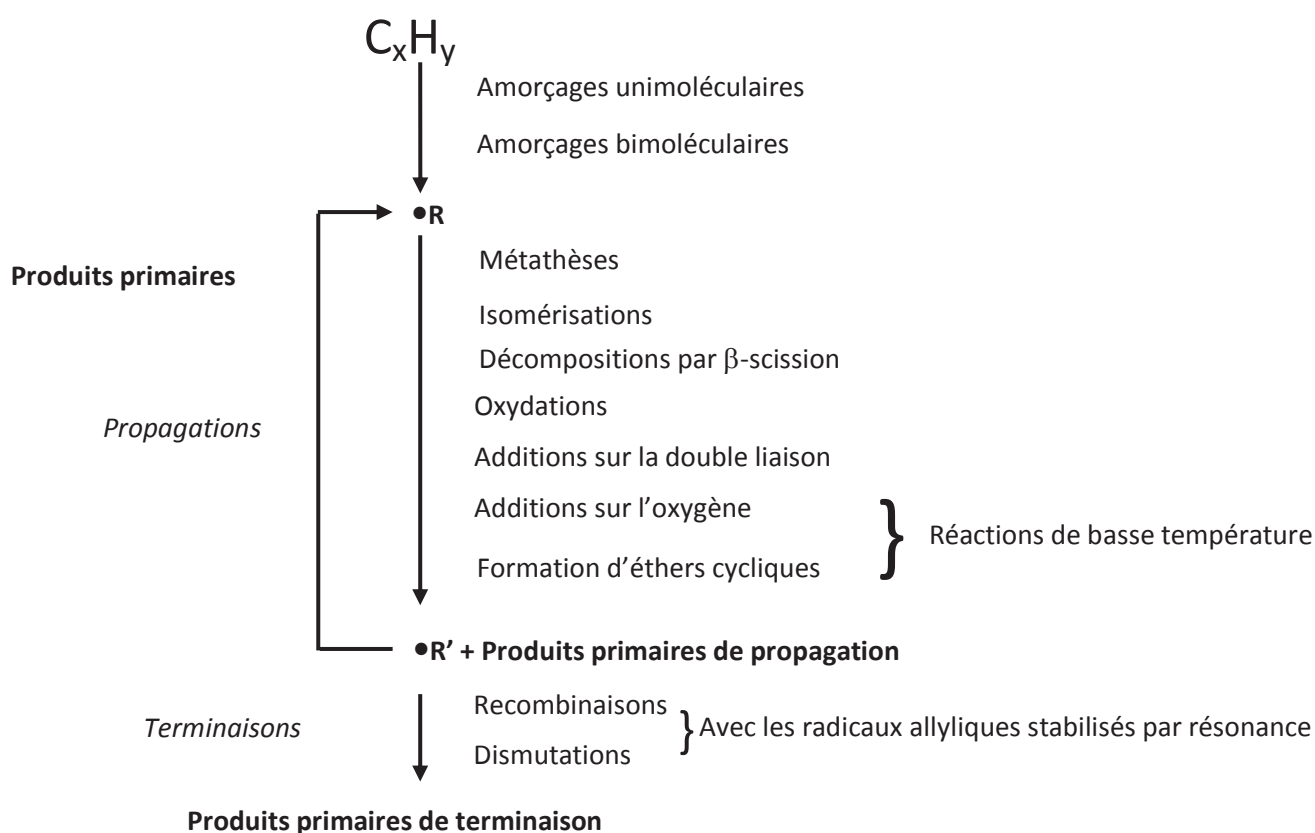 CxHy
Amorçages unimoléculaires
Amorçages bimoléculaires
•R
Produits primaires
Métathèses
Isomérisations
Décompositions par β-scission
Propagations
Oxydations
Additions sur la double liaison
Additions sur l'oxygène
} Réactions de basse température
Formation d'éthers cycliques
•R' + Produits primaires de propagation
Terminaisons
Recombinaisons
} Avec les radicaux allyliques stabilisés par résonance
Dismutations
Produits primaires de terminaison